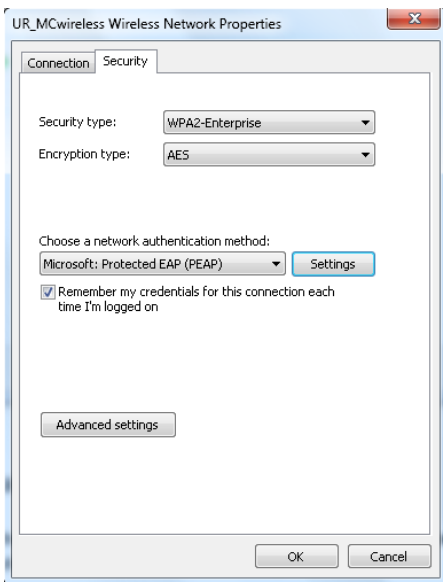 UR_MCwireless Wireless Network Properties
Connection
Security
Security type:
WPA2-Enterprise
Encryption type:
AES
Choose a network authentication method:
Microsoft: Protected EAP (PEAP)
Settings
Remember my credentials for this connection each
time I'm logged on
Advanced settings
OK
Cancel